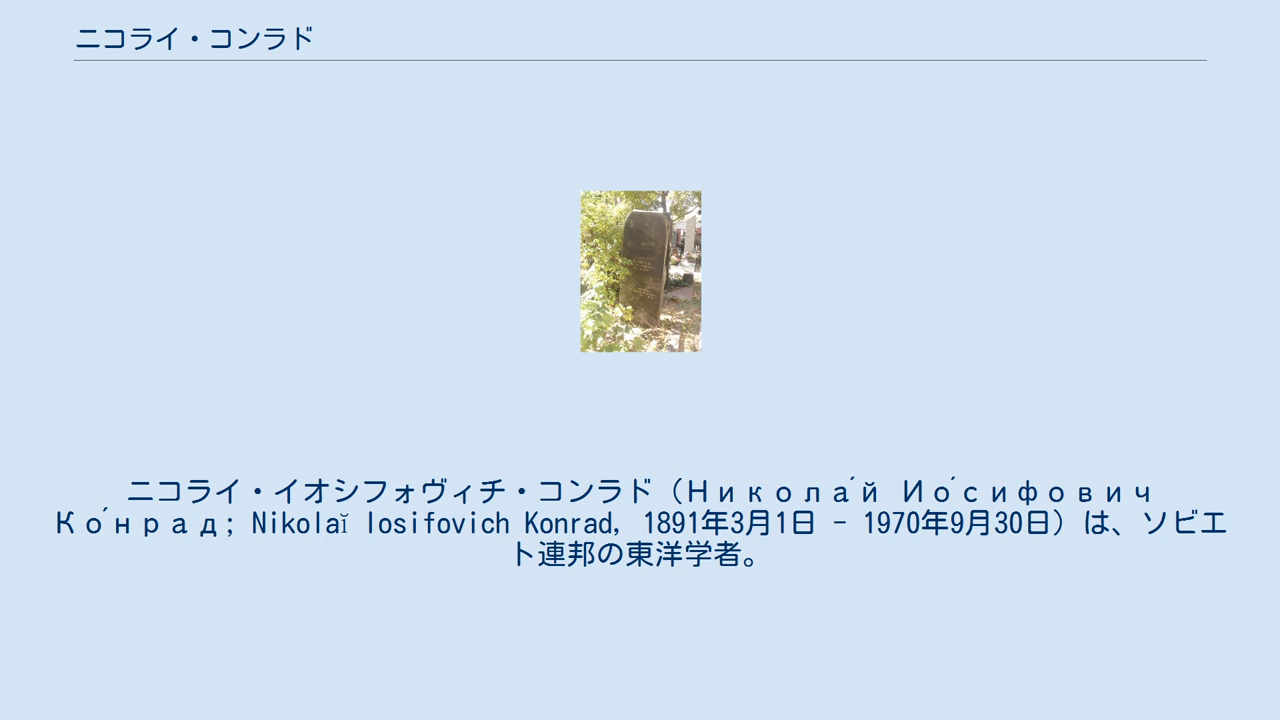 ニコライ・コンラド
ニコライ・イオシフォヴィチ・コンラド（Никола́й Ио́сифович
Ко́нрад; Nikolaĭ Iosifovich Konrad, 1891年3月1日 - 1970年9月30日）は、ソビエ
ト連邦の東洋学者。